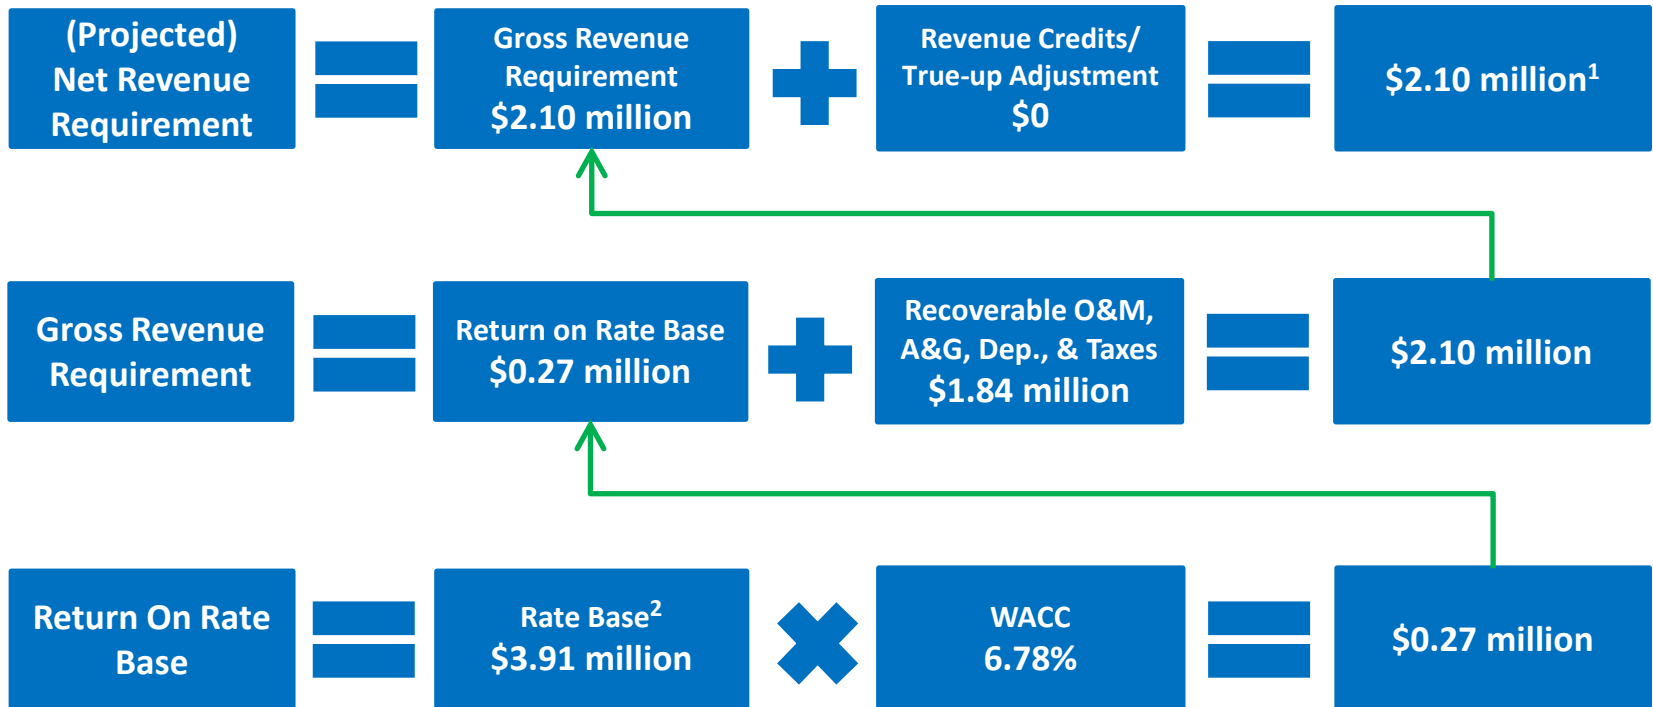 (Projected)
Net Revenue
Requirement
Gross Revenue
Requirement
$2.10 million
Revenue Credits/
True-up Adjustment
$0
$2.10 million¹
Gross Revenue
Requirement
Return on Rate Base
$0.27 million
Recoverable O&M,
A&G, Dep., & Taxes
$1.84 million
$2.10 million
Return On Rate
Base
Rate Base²
$3.91 million
WACC
6.78%
$0.27 million